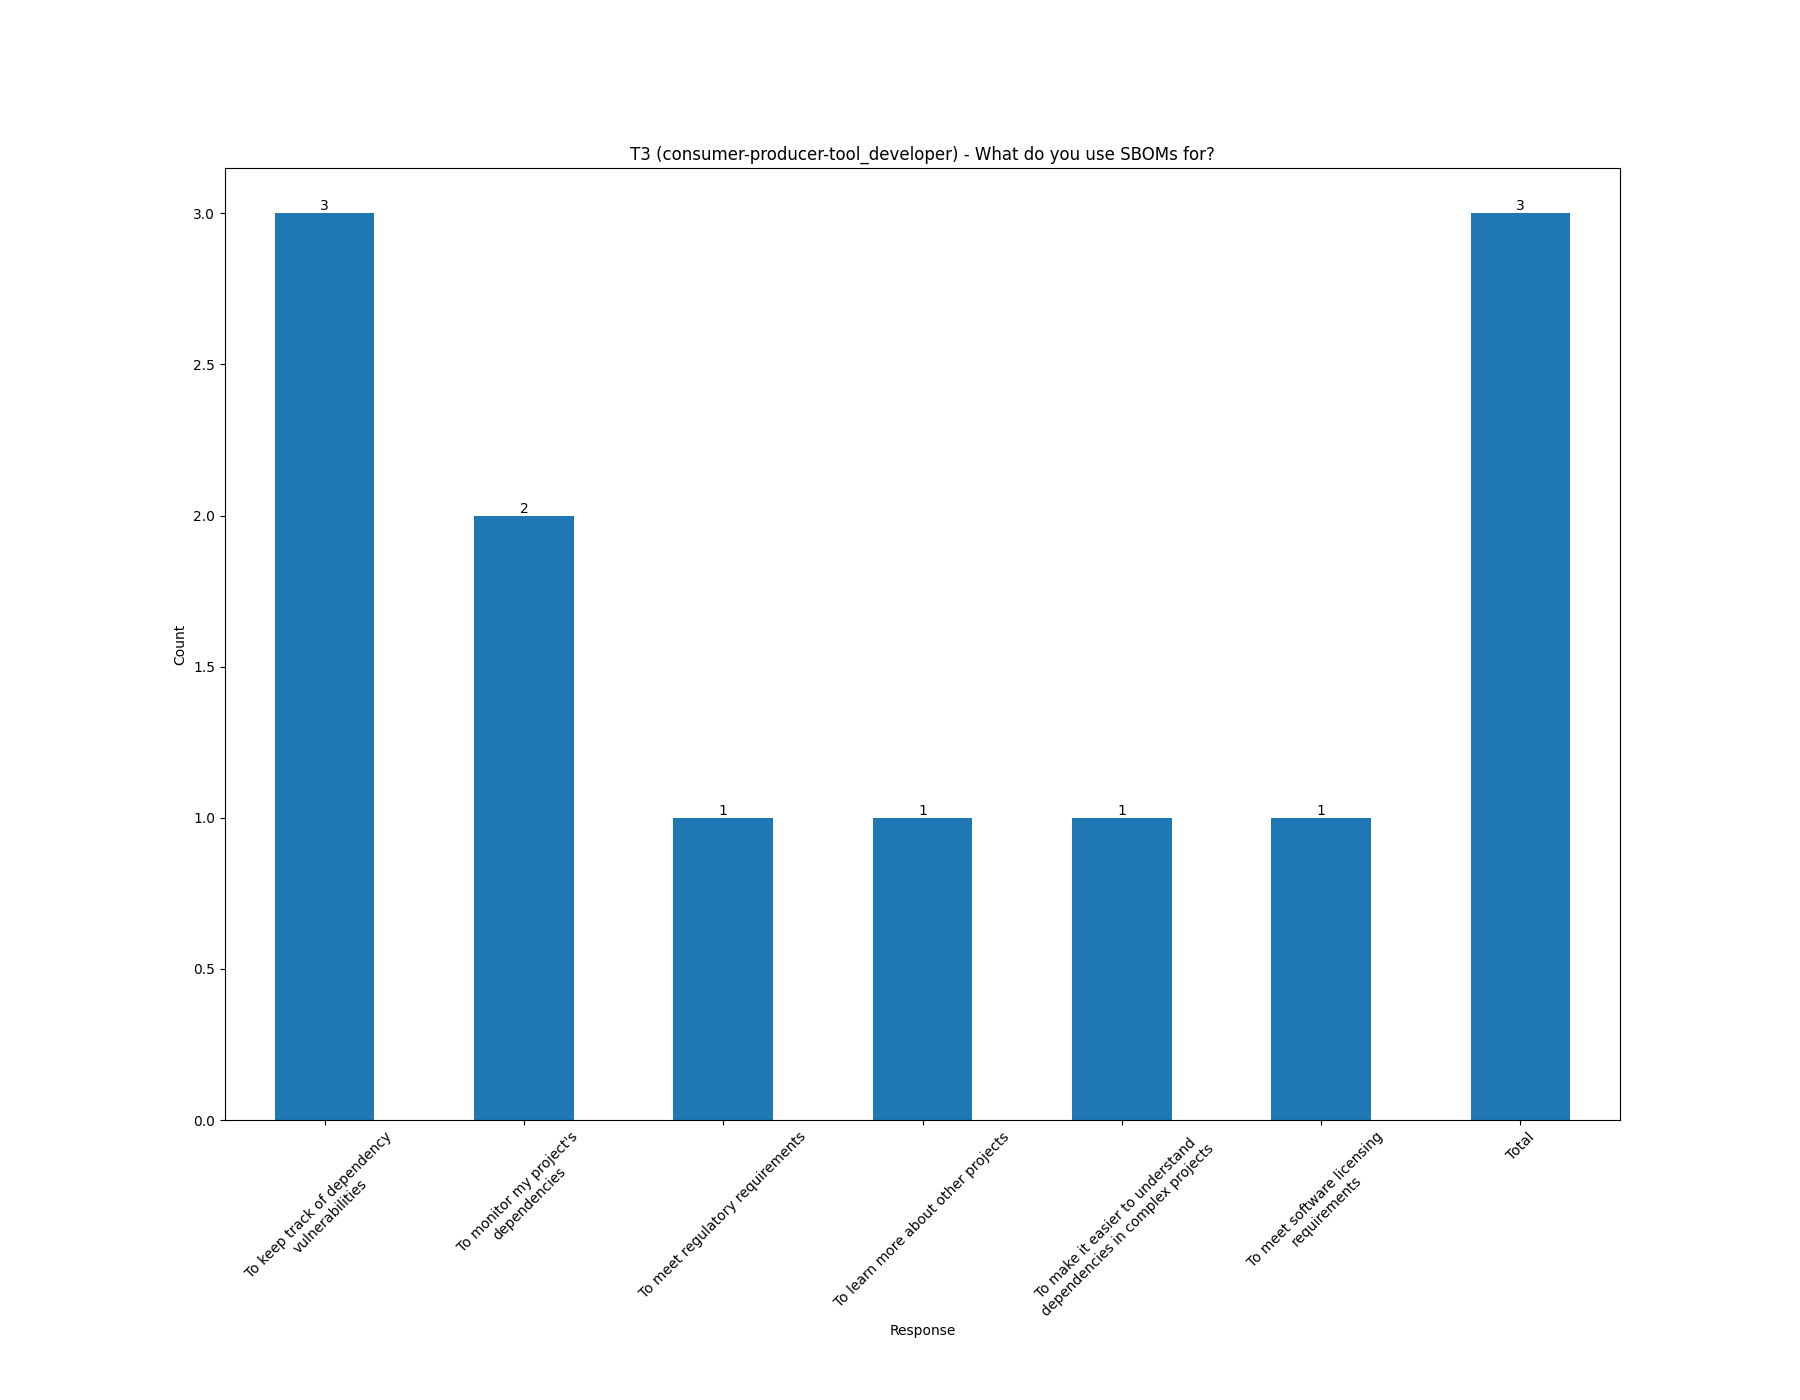 T3 (consumer-producer-tool_developer) - What do you use SBOMs for?
3
2
1
1
1
1
3
3.0
2.5
2.0
1.5
1.0
0.5
0.0
Count
To keep track of dependency
vulnerabilities
To monitor my project's
dependencies
To meet regulatory requirements
To learn more about other projects
To make it easier to understand
dependencies in complex projects
To meet software licensing
requirements
Total
Response